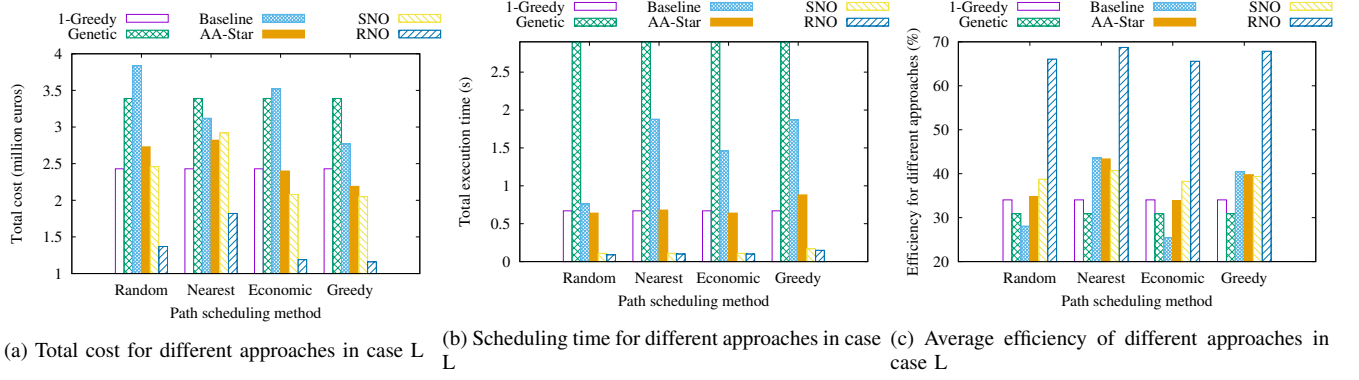 1-Greedy
Genetic
Baseline
AA-Star
SNO
RNO
Total cost (million euros)
4
3.5
3
2.5
2
1.5
1
Random Nearest Economic Greedy
Path scheduling method
(a) Total cost for different approaches in case L
1-Greedy
Genetic
Baseline
AA-Star
SNO
RNO
Total execution time (s)
2.5
2
1.5
1
0.5
0
Random Nearest Economic Greedy
Path scheduling method
(b) Scheduling time for different approaches in case
L
1-Greedy
Genetic
Baseline
AA-Star
SNO
RNO
Efficiency for different approaches (%)
70
60
50
40
30
20
Random Nearest Economic Greedy
Path scheduling method
(c) Average efficiency of different approaches in
case L